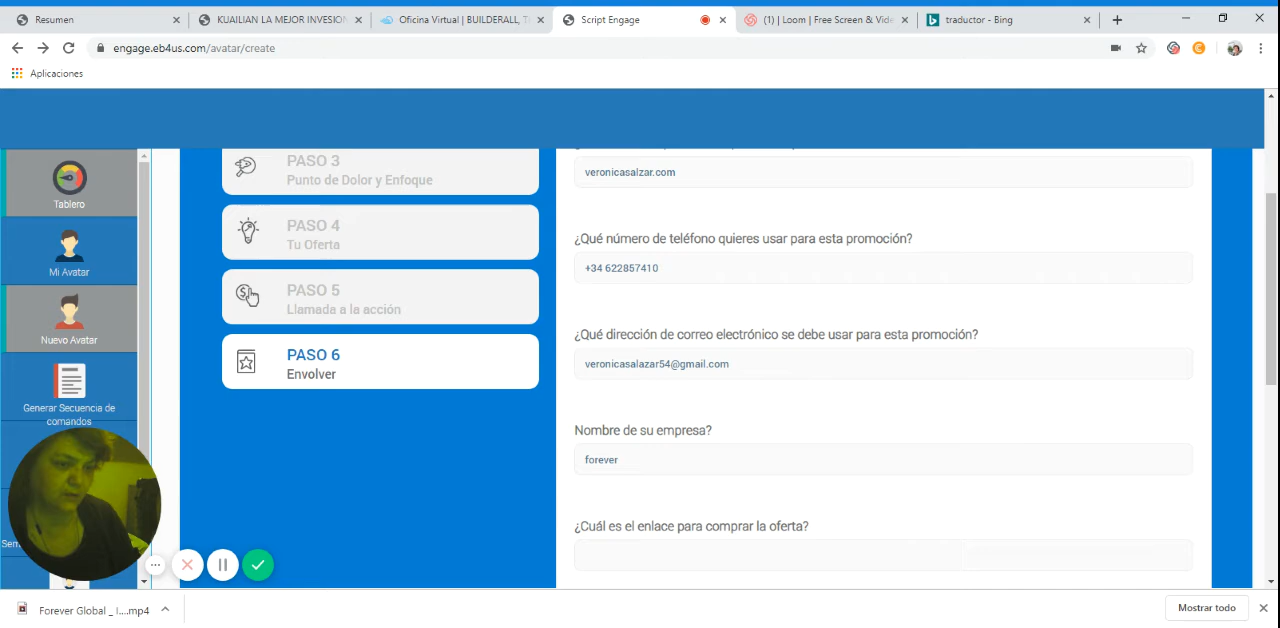 Resumen
KUAILIAN LA MEJOR INVESION
Oficina Virtual | BUILDERALL, T
Script Engage
(1) | Loom | Free Screen & Vide
traductor - Bing
engage.eb4us.com/avatar/create
Aplicaciones
Tablero
Mi Avatar
Nuevo Avatar
Generar Secuencia de
comandos
Sem
PASO 3
Punto de Dolor y Enfoque
PASO 4
Tu Oferta
PASO 5
Llamada a la acción
PASO 6
Envolver
veronicasalzar.com
¿Qué número de teléfono quieres usar para esta promoción?
+34 622857410
¿Qué dirección de correo electrónico se debe usar para esta promoción?
veronicasalazar54@gmail.com
Nombre de su empresa?
forever
¿Cuál es el enlace para comprar la oferta?
Forever Global _ I....mp4
Mostrar todo